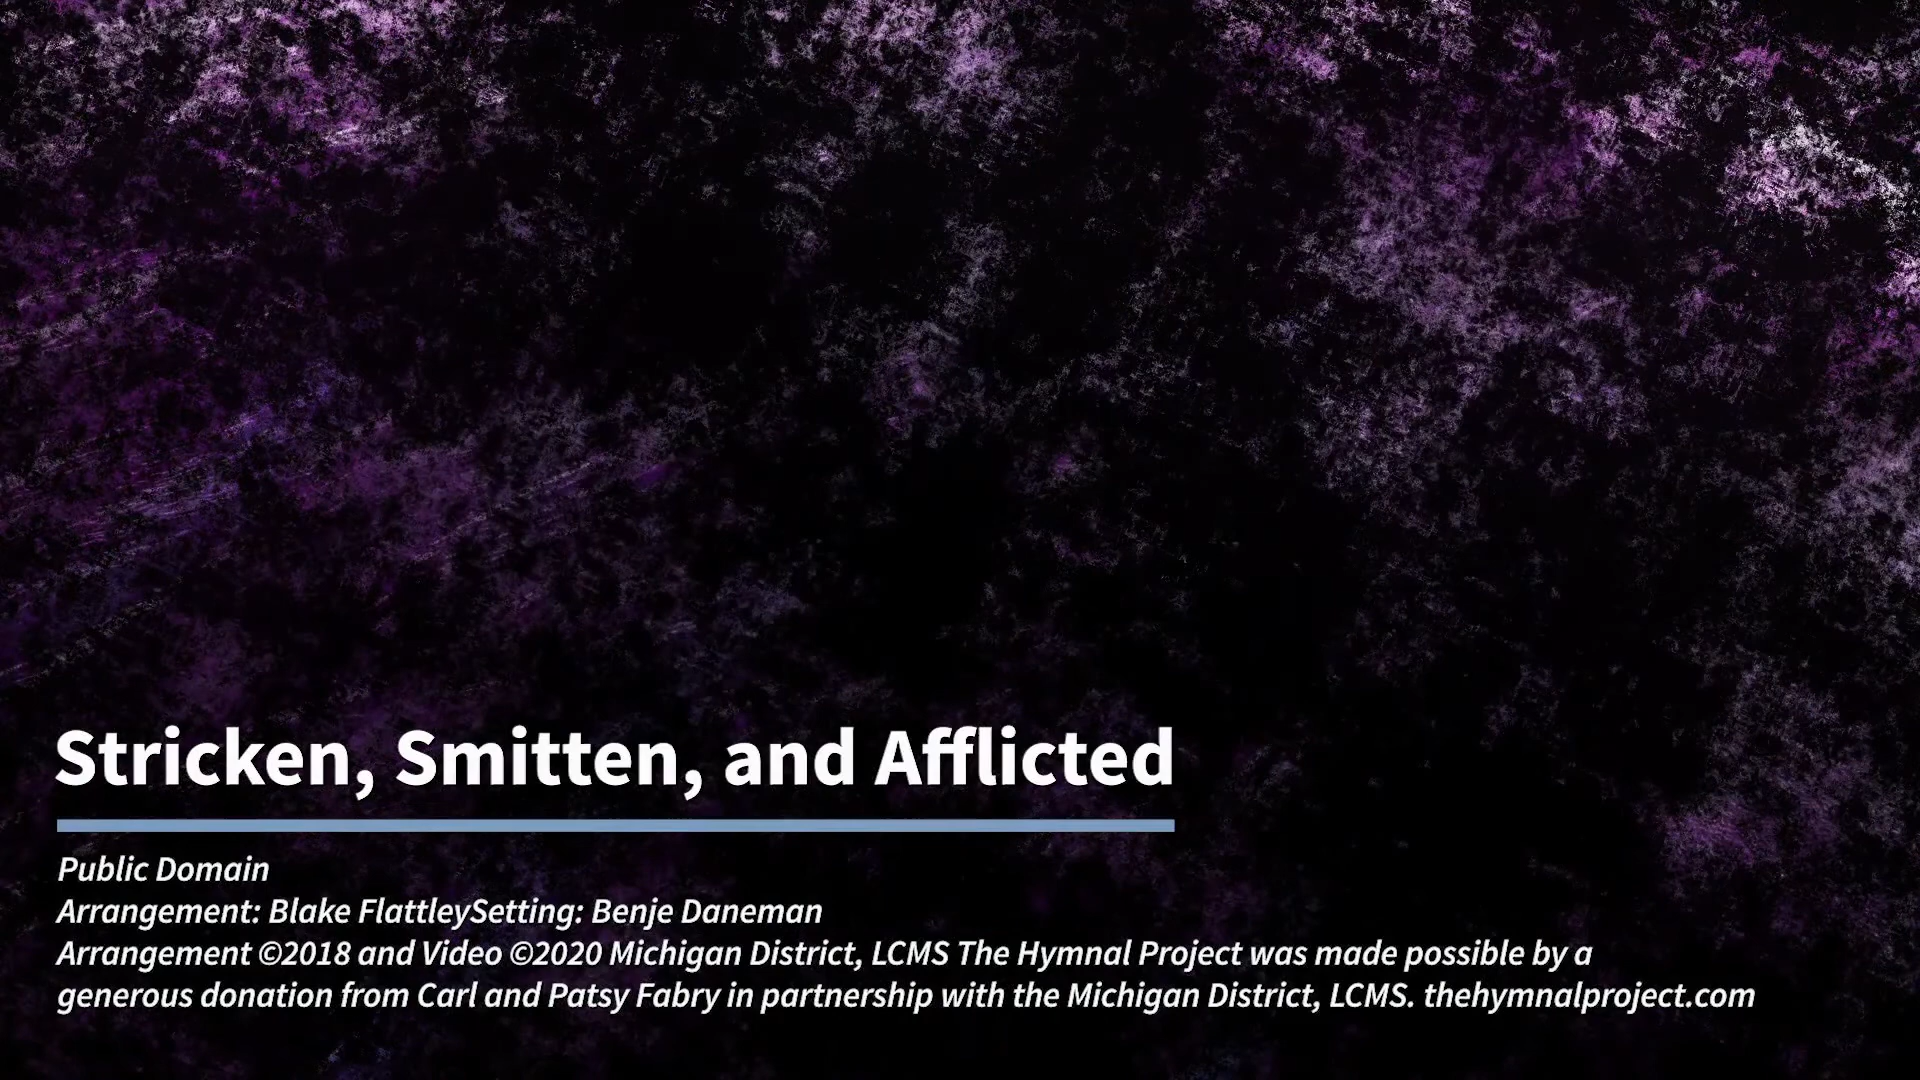 Stricken, Smitten, and Afflicted
Public Domain
Arrangement: Blake FlattleySetting: Benje Daneman
Arrangement ©2018 and Video ©2020 Michigan District, LCMS The Hymnal Project was made possible by a
generous donation from Carl and Patsy Fabry in partnership with the Michigan District, LCMS. thehymnalproject.com